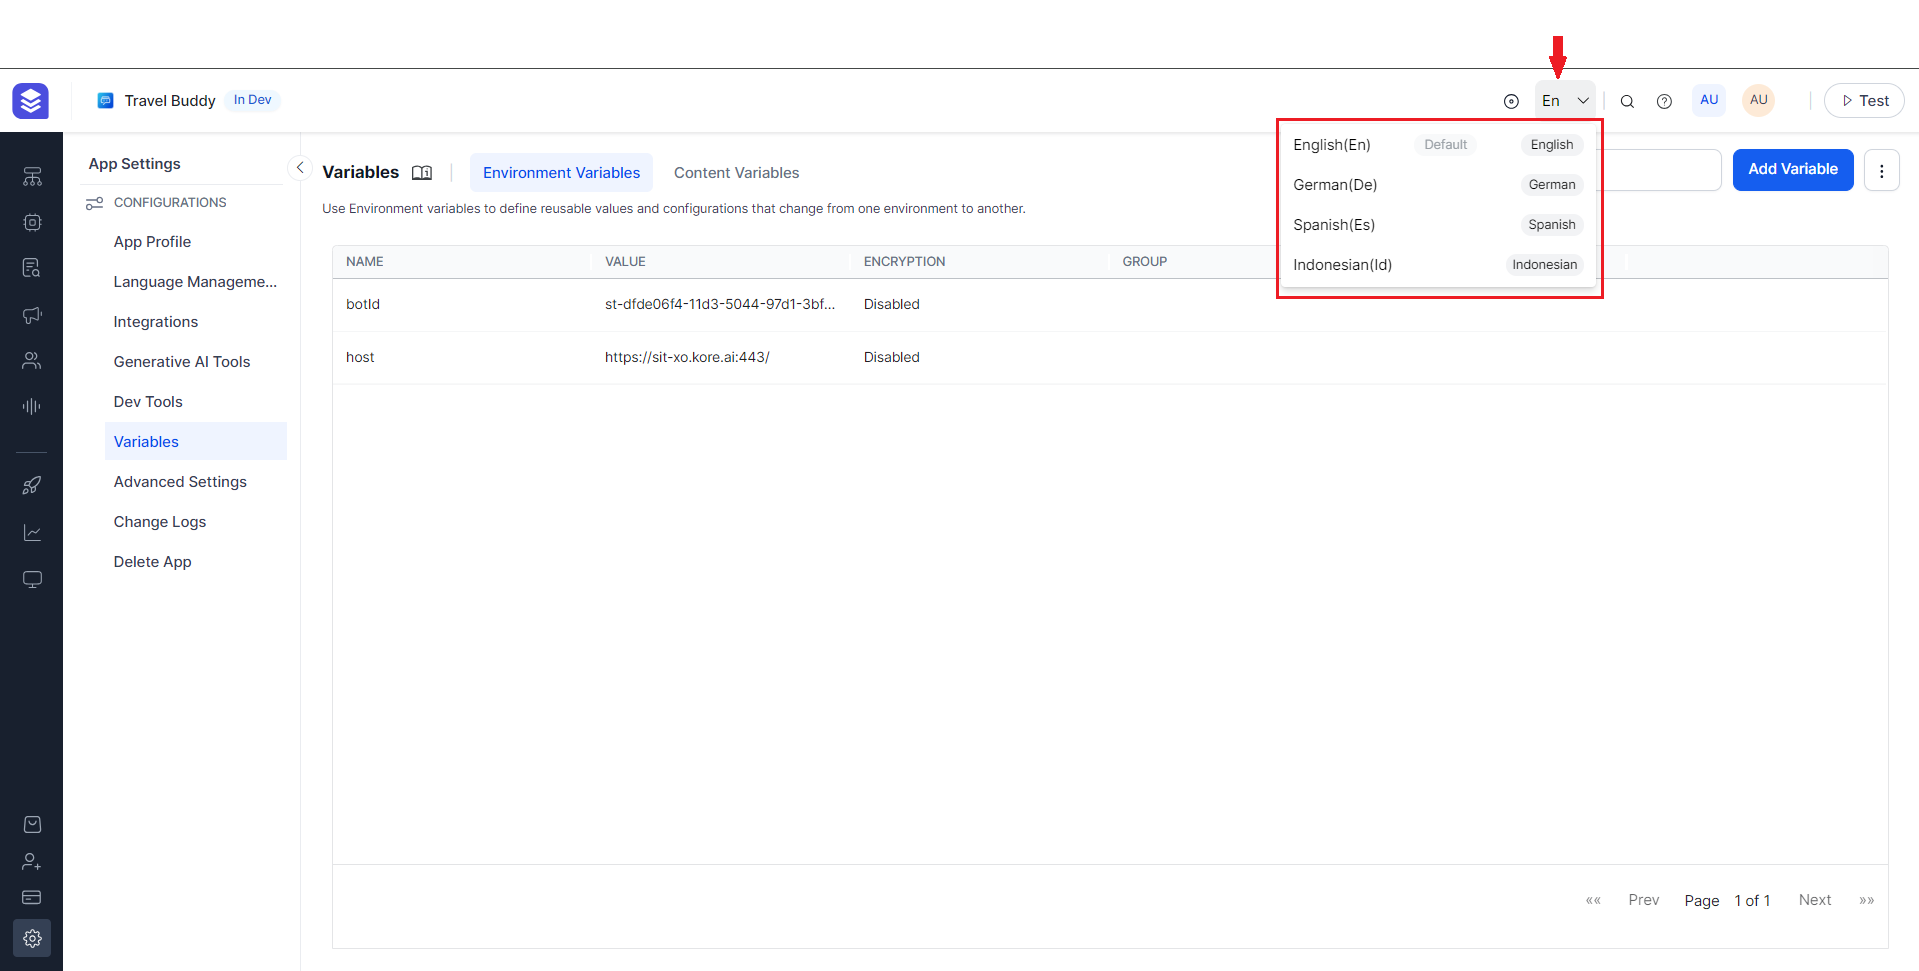 Travel Buddy In Dev
En
AU AU
Test
English(En) Default English
German(De) German
Spanish(Es) Spanish
Indonesian(Id) Indonesian
App Settings
CONFIGURATIONS
App Profile
Language Manageme...
Integrations
Generative AI Tools
Dev Tools
Variables
Advanced Settings
Change Logs
Delete App
Variables Environment Variables Content Variables
Add Variable
Use Environment variables to define reusable values and configurations that change from one environment to another.
NAME VALUE ENCRYPTION GROUP
botId st-dfde06f4-11d3-5044-97d1-3bf... Disabled
host https://sit-xo.kore.ai:443/ Disabled
«« Prev Page 1 of 1 Next »»